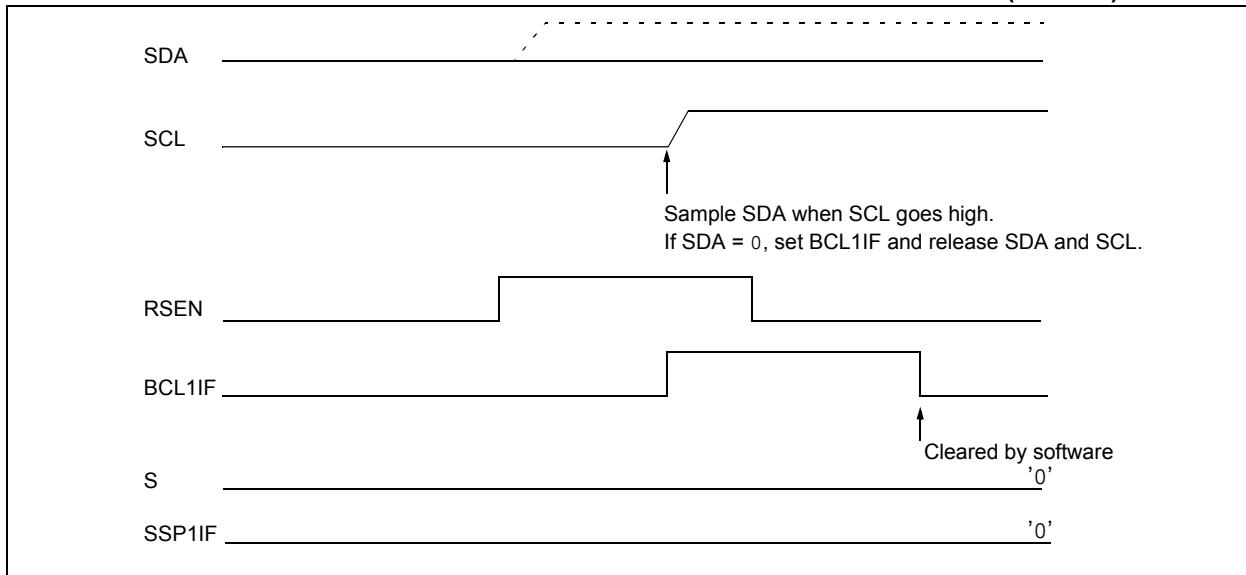 SDA
SCL
Sample SDA when SCL goes high.
If SDA = 0, set BCL1IF and release SDA and SCL.
RSEN
BCL1IF
Cleared by software
S
'0'
SSP1IF
'0'